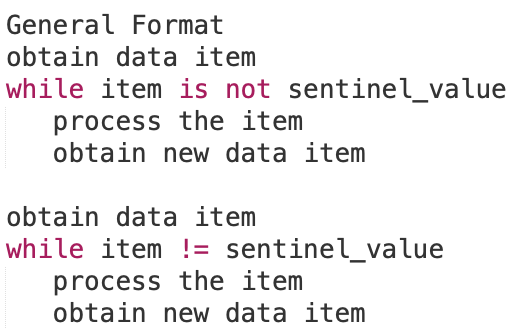 General Format
obtain data item
while item is not sentinel_value
process the item
obtain new data item
obtain data item
while item != sentinel_value
process the item
obtain new data item